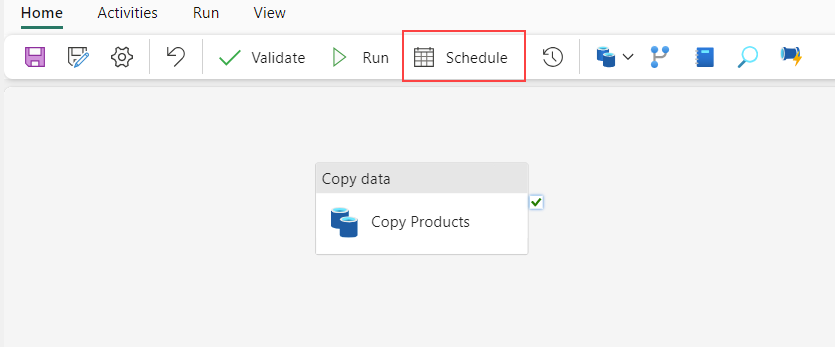 Home Activities Run View
Validate Run Schedule
Copy data
Copy Products